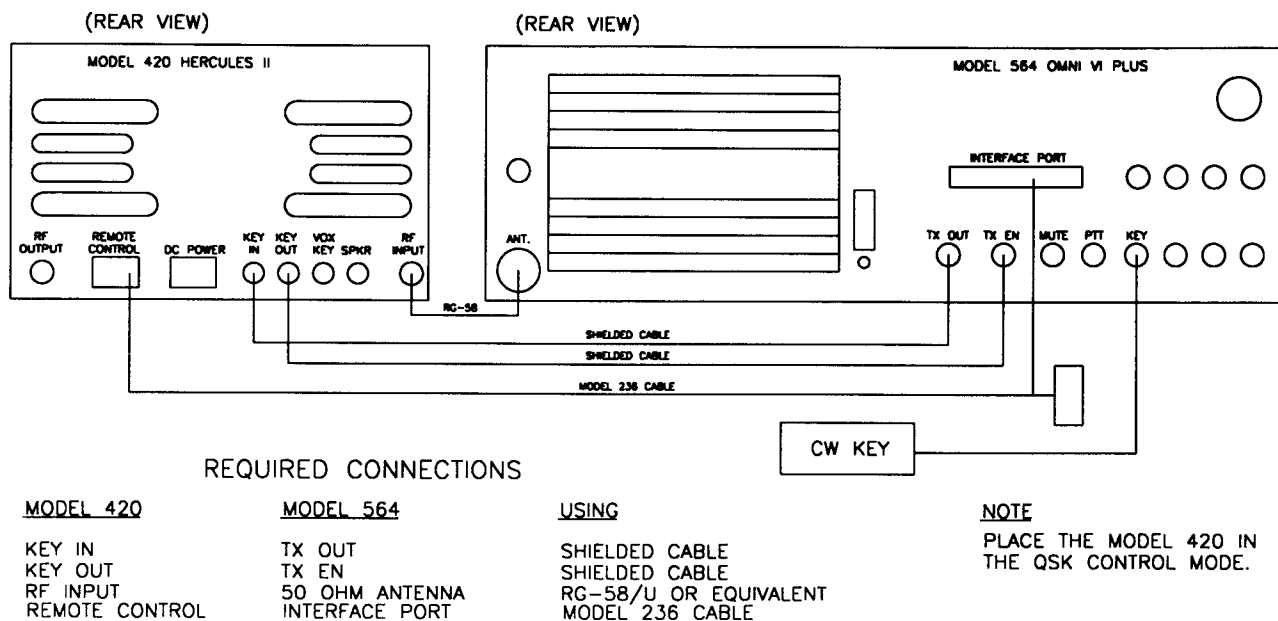 (REAR VIEW)
MODEL 420 HERCULES II
RF OUTPUT
REMOTE CONTROL
DC POWER
KEY IN
KEY OUT
VOX KEY
SPKR
RF INPUT
(REAR VIEW)
MODEL 564 OMNI VI PLUS
INTERFACE PORT
ANT.
TX OUT
TX EN
MUTE
PTT
KEY
RG-58
SHIELDED CABLE
SHIELDED CABLE
MODEL 236 CABLE
CW KEY
REQUIRED CONNECTIONS
MODEL 420 MODEL 564 USING
KEY IN TX OUT SHIELDED CABLE
KEY OUT TX EN SHIELDED CABLE
RF INPUT 50 OHM ANTENNA RG-58/U OR EQUIVALENT
REMOTE CONTROL INTERFACE PORT MODEL 236 CABLE
NOTE
PLACE THE MODEL 420 IN
THE QSK CONTROL MODE.